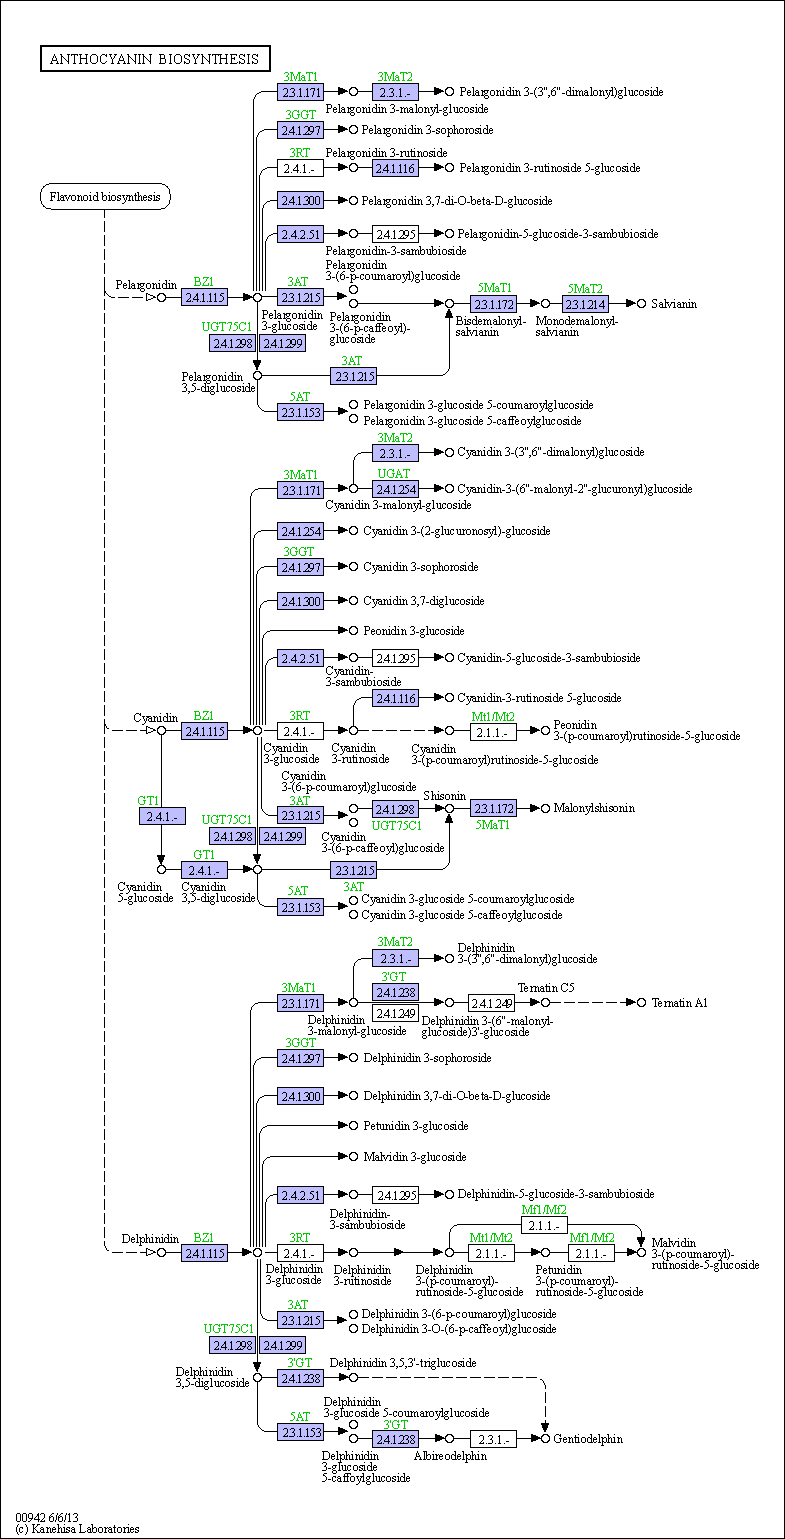 ANTHOCYANIN BIOSYNTHESIS
3MaT1 3MaT2
2.3.1.171 2.3.1.- Pelargonidin 3-(3",6"-dimalonyl)glucoside
Pelargonidin 3-malonyl-glucoside
3GGT
2.4.1.297 Pelargonidin 3-sophoroside
3RT Pelargonidin 3-rutinoside
2.4.1.- 2.4.1.116 Pelargonidin 3-rutinoside 5-glucoside
Flavonoid biosynthesis
2.4.1.300 Pelargonidin 3,7-di-O-beta-D-glucoside
2.4.2.51 2.4.1.295 Pelargonidin-5-glucoside-3-sambubioside
Pelargonidin-3-sambubioside
Pelargonidin
3-(6-p-coumaroyl)glucoside
Pelargonidin BZ1 3AT 5MaT1 5MaT2
2.4.1.115 2.3.1.215 2.3.1.172 2.3.1.214 Salvianin
Pelargonidin
3-glucoside
Pelargonidin
3-(6-p-caffeoyl)-
glucoside
Bisdemalonyl-
salvianin
Monodemalonyl-
salvianin
UGT75C1
2.4.1.298 2.4.1.299
3AT
2.3.1.215
Pelargonidin
3,5-diglucoside
5AT
2.3.1.153 Pelargonidin 3-glucoside 5-coumaroylglucoside
Pelargonidin 3-glucoside 5-caffeoylglucoside
3MaT2
2.3.1.- Cyanidin 3-(3",6"-dimalonyl)glucoside
3MaT1 UGAT
2.3.1.171 2.4.1.254 Cyanidin-3-(6"-malonyl-2"-glucuronyl)glucoside
Cyanidin 3-malonyl-glucoside
2.4.1.254 Cyanidin 3-(2-glucuronosyl)-glucoside
3GGT
2.4.1.297 Cyanidin 3-sophoroside
2.4.1.300 Cyanidin 3,7-diglucoside
Peonidin 3-glucoside
2.4.2.51 2.4.1.295 Cyanidin-5-glucoside-3-sambubioside
Cyanidin-
3-sambubioside
2.4.1.116 Cyanidin-3-rutinoside 5-glucoside
Cyanidin BZ1 3RT Mt1/Mt2
2.4.1.115 2.4.1.- 2.1.1.- Peonidin
3-(p-coumaroyl)rutinoside-5-glucoside
Cyanidin
3-glucoside
Cyanidin
3-rutinoside
Cyanidin
3-(p-coumaroyl)rutinoside-5-glucoside
Cyanidin
3-(6-p-coumaroyl)glucoside
GT1 3AT Shisonin
2.4.1.- 2.3.1.215 2.4.1.298 2.3.1.172 Malonylshisonin
UGT75C1 UGT75C1 5MaT1
2.4.1.298 2.4.1.299
Cyanidin
3-(6-p-caffeoyl)glucoside
GT1
2.4.1.- 2.3.1.215
Cyanidin
5-glucoside
Cyanidin
3,5-diglucoside
5AT 3AT
2.3.1.153 Cyanidin 3-glucoside 5-coumaroylglucoside
Cyanidin 3-glucoside 5-caffeoylglucoside
3MaT2
2.3.1.- Delphinidin
3-(3",6"-dimalonyl)glucoside
3'GT
2.4.1.238
3MaT1 Ternatin C5
2.3.1.171 2.4.1.249 2.4.1.249 Ternatin A1
Delphinidin
3-malonyl-glucoside
Delphinidin 3-(6"-malonyl-
glucoside)3'-glucoside
3GGT
2.4.1.297 Delphinidin 3-sophoroside
2.4.1.300 Delphinidin 3,7-di-O-beta-D-glucoside
Petunidin 3-glucoside
Malvidin 3-glucoside
2.4.2.51 2.4.1.295 Delphinidin-5-glucoside-3-sambubioside
Delphinidin-
3-sambubioside
Mf1/Mf2
2.1.1.-
Delphinidin BZ1 3RT Mt1/Mt2 Mf1/Mf2
2.4.1.115 2.4.1.- 2.1.1.- 2.1.1.- Malvidin
3-(p-coumaroyl)-
rutinoside-5-glucoside
Delphinidin
3-glucoside
Delphinidin
3-rutinoside
Delphinidin
3-(p-coumaroyl)-
rutinoside-5-glucoside
Petunidin
3-(p-coumaroyl)-
rutinoside-5-glucoside
3AT
2.3.1.215 Delphinidin 3-(6-p-coumaroyl)glucoside
Delphinidin 3-O-(6-p-caffeoyl)glucoside
UGT75C1
2.4.1.298 2.4.1.299
3'GT Delphinidin 3,5,3'-triglucoside
2.4.1.238
Delphinidin
3,5-diglucoside
Delphinidin
3-glucoside 5-coumaroylglucoside
5AT 3'GT
2.3.1.153 2.4.1.238 2.3.1.- Gentiodelphin
Delphinidin
3-glucoside
5-caffoylglucoside
Albireodelphin
00942 6/6/13
(c) Kanehisa Laboratories